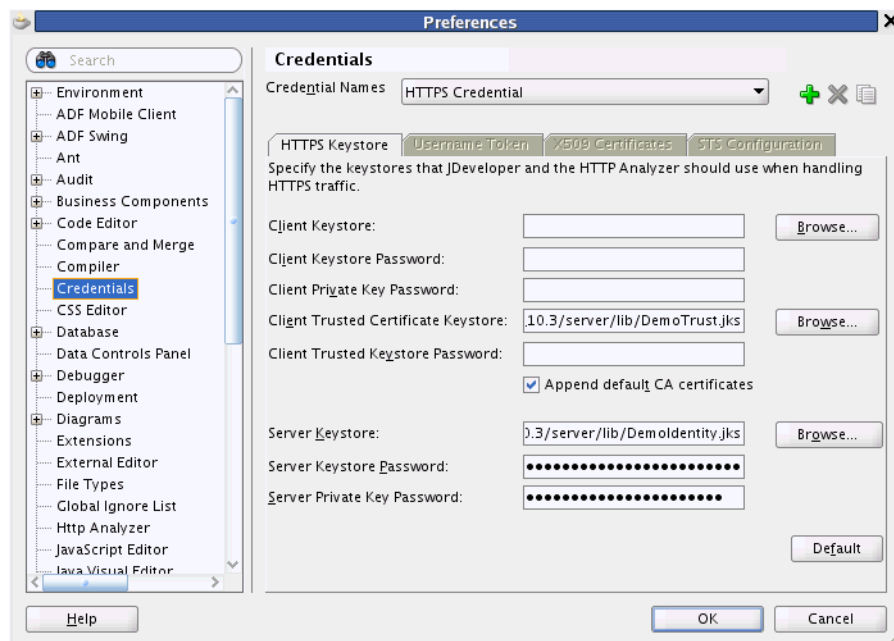 Preferences
Search
Environment
ADF Mobile Client
ADF Swing
Ant
Audit
Business Components
Code Editor
Compare and Merge
Compiler
Credentials
CSS Editor
Database
Data Controls Panel
Debugger
Deployment
Diagrams
Extensions
External Editor
File Types
Global Ignore List
Http Analyzer
JavaScript Editor
Java Visual Editor
Credentials
Credential Names HTTPS Credential
HTTPS Keystore Username Token X509 Certificates STS Configuration
Specify the keystores that JDeveloper and the HTTP Analyzer should use when handling
HTTPS traffic.
Client Keystore: Browse...
Client Keystore Password:
Client Private Key Password:
Client Trusted Certificate Keystore: .10.3/server/lib/DemoTrust.jks Browse...
Client Trusted Keystore Password:
Append default CA certificates
Server Keystore: 0.3/server/lib/DemoIdentity.jks Browse...
Server Keystore Password: ••••••••••••••••••••••••
Server Private Key Password: ••••••••••••••••••••••
Default
Help OK Cancel